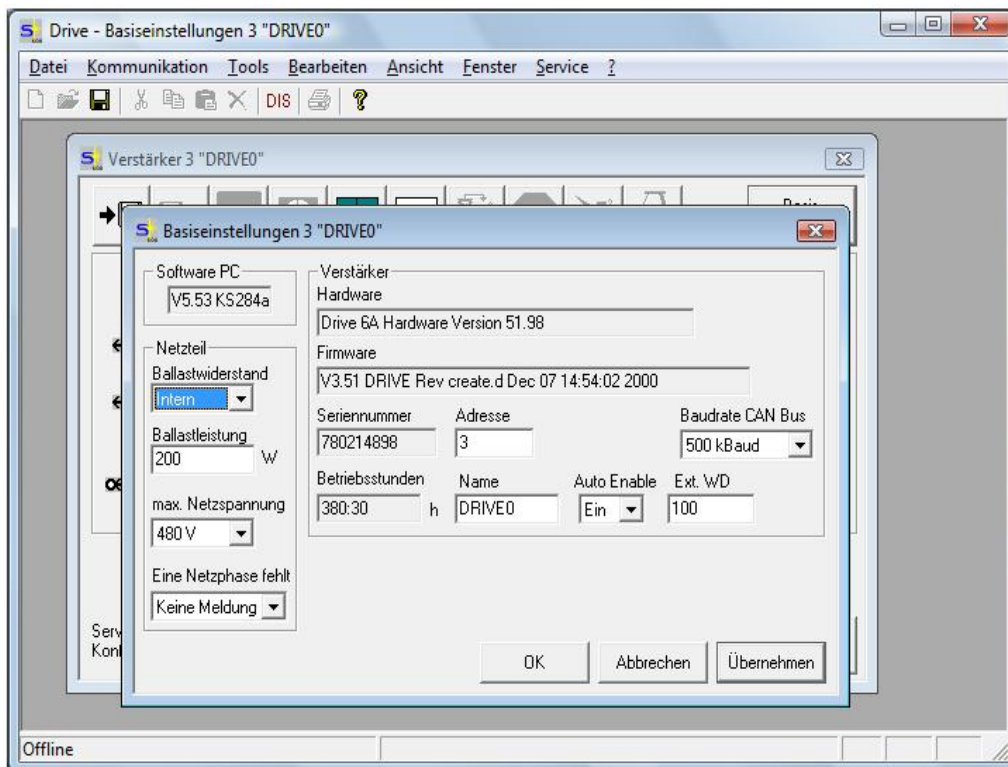 Drive - Basiseinstellungen 3 "DRIVE0"
Datei Kommunikation Tools Bearbeiten Ansicht Fenster Service ?
DIS
Verstärker 3 "DRIVE0"
Basiseinstellungen 3 "DRIVE0"
Software PC
V5.53 KS284a
Netzteil
Ballastwiderstand
Intern
Ballastleistung
200 W
max. Netzspannung
480 V
Eine Netzphase fehlt
Keine Meldung
Verstärker
Hardware
Drive 6A Hardware Version 51.98
Firmware
V3.51 DRIVE Rev create.d Dec 07 14:54:02 2000
Seriennummer Adresse Baudrate CAN Bus
780214898 3 500 kBaud
Betriebsstunden Name Auto Enable Ext. WD
380:30 h DRIVE0 Ein 100
OK Abbrechen Übernehmen
Offline